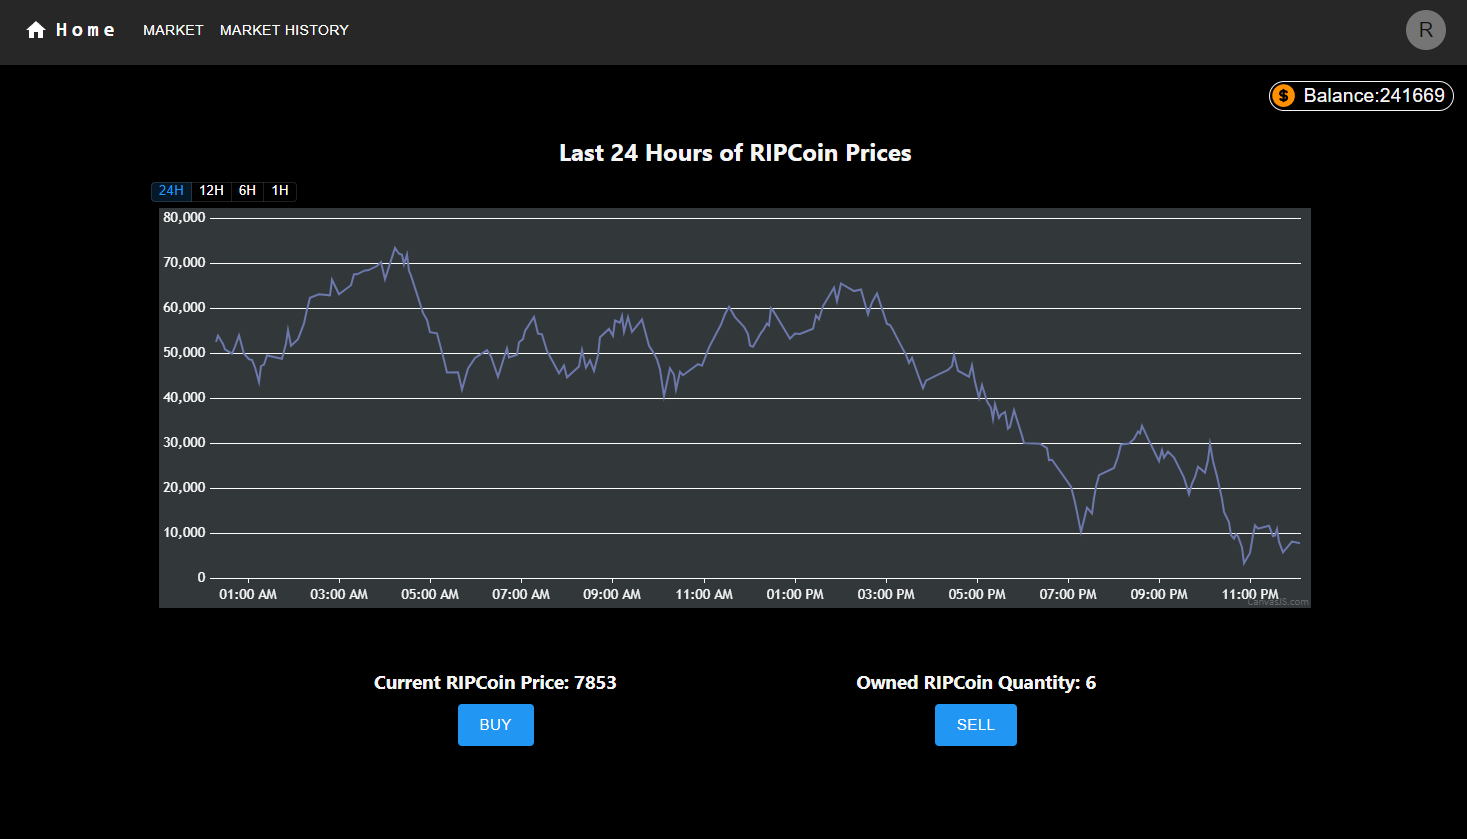 Home MARKET MARKET HISTORY R
$ Balance:241669
Last 24 Hours of RIPCoin Prices
24H 12H 6H 1H
80,000
70,000
60,000
50,000
40,000
30,000
20,000
10,000
0
01:00 AM 03:00 AM 05:00 AM 07:00 AM 09:00 AM 11:00 AM 01:00 PM 03:00 PM 05:00 PM 07:00 PM 09:00 PM 11:00 PM
CanvasJS.com
Current RIPCoin Price: 7853 Owned RIPCoin Quantity: 6
BUY SELL